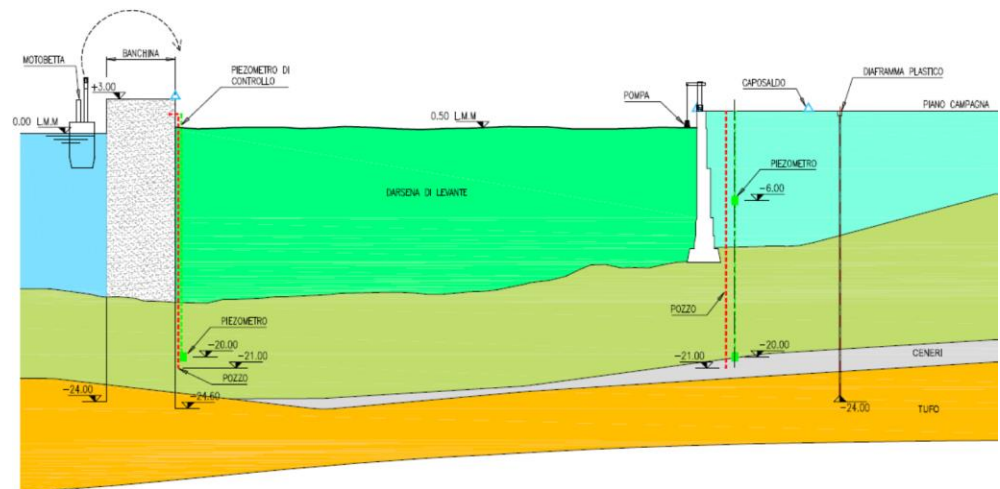 MOTOBETTA
BANCHINA
+3.00
0.00 L.M.M
PIEZOMETRO DI
CONTROLLO
0.50 L.M.M
POMPA
CAPOSALDO
DIAFRAMMA PLASTICO
PIANO CAMPAGNA
PIEZOMETRO
-6.00
DARSENA DI LEVANTE
PIEZOMETRO
-20.00
-21.00
POZZO
-24.00
-24.60
POZZO
-21.00
-20.00
CENERI
-24.00
TUFO